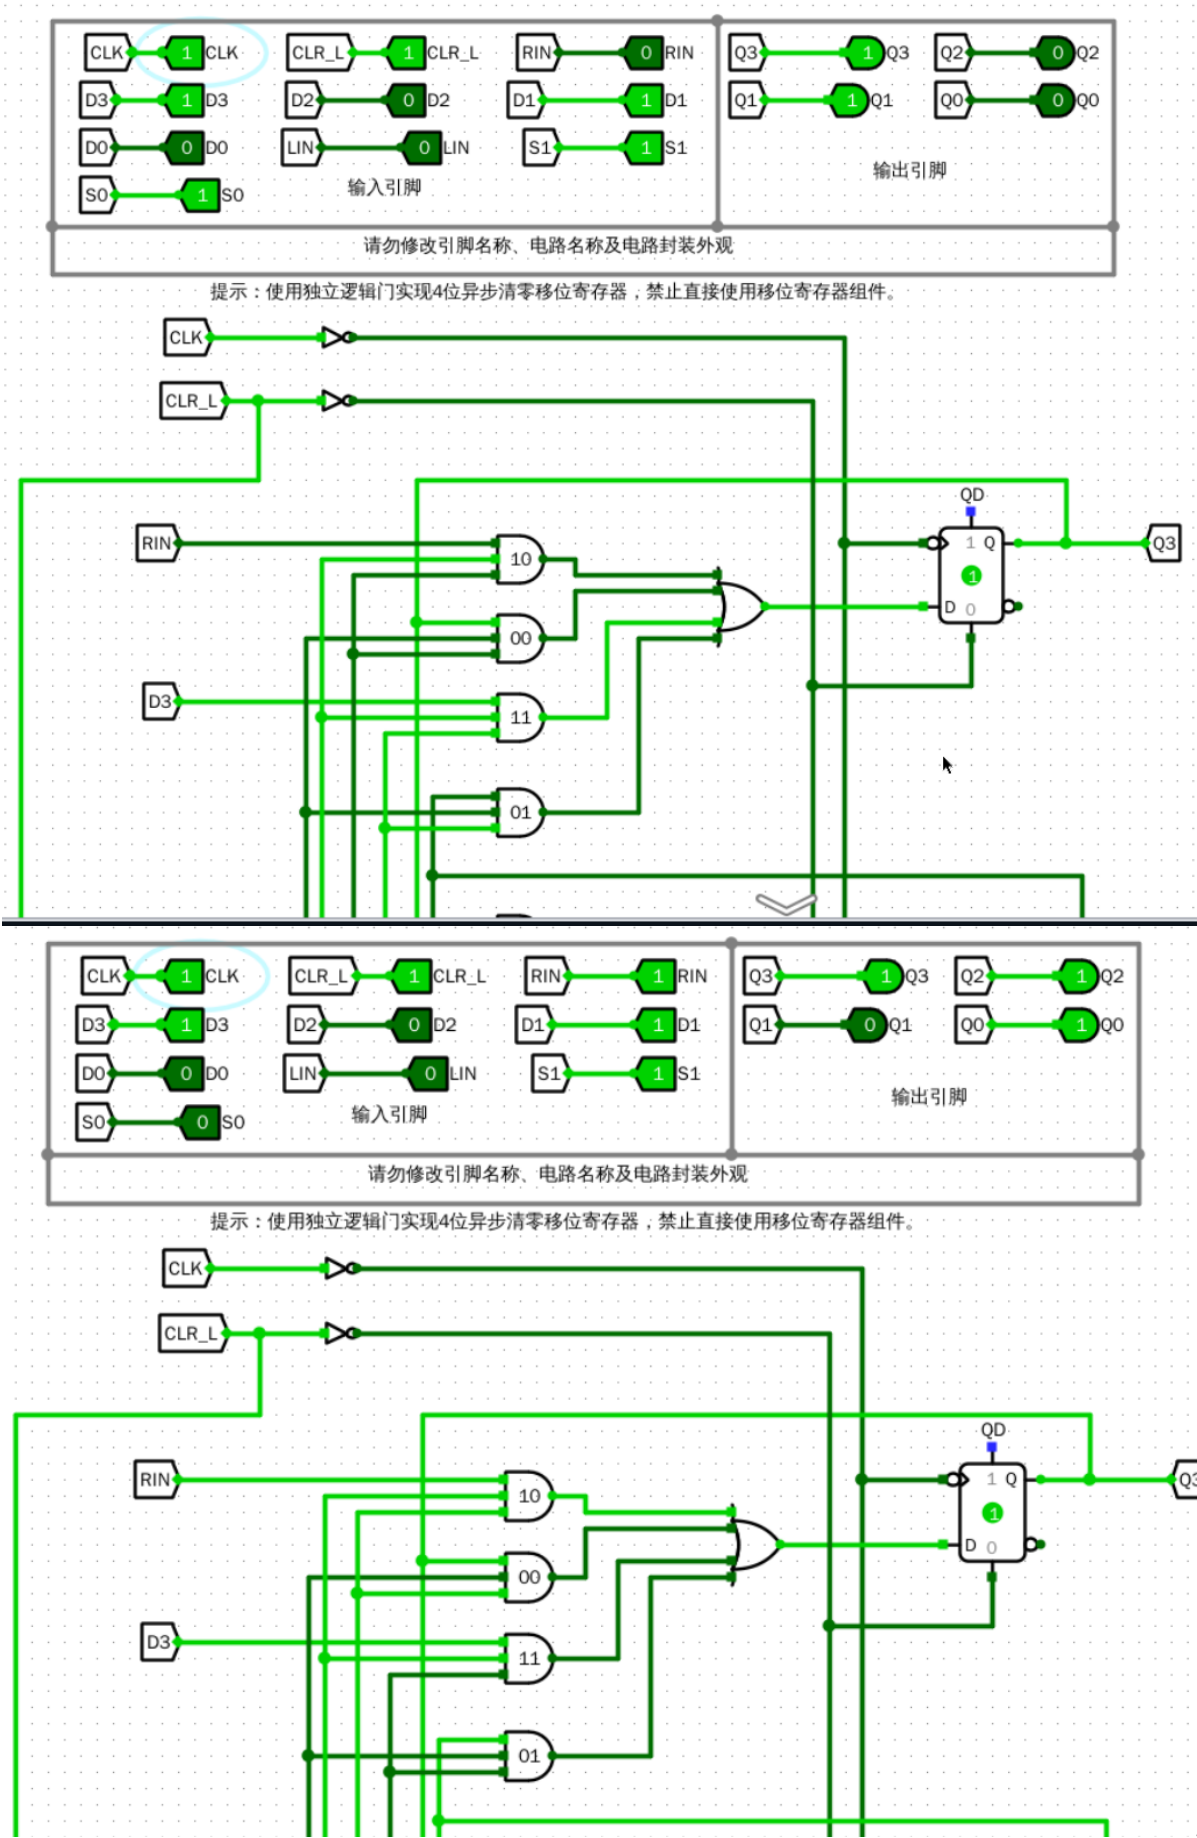 CLK 1 CLK CLR_L 1 CLR_L RIN 0 RIN Q3 1 Q3 Q2 0 Q2
D3 1 D3 D2 0 D2 D1 1 D1 Q1 1 Q1 Q0 0 Q0
D0 0 D0 LIN 0 LIN S1 1 S1
输出引脚
S0 1 S0 输入引脚
请勿修改引脚名称、电路名称及电路封装外观
提示：使用独立逻辑门实现4位异步清零移位寄存器，禁止直接使用移位寄存器组件。
CLK
CLR_L
QD
RIN 10 1 Q Q3
1
00 D 0
D3 11
01
CLK 1 CLK CLR_L 1 CLR_L RIN 1 RIN Q3 1 Q3 Q2 1 Q2
D3 1 D3 D2 0 D2 D1 1 D1 Q1 0 Q1 Q0 1 Q0
D0 0 D0 LIN 0 LIN S1 1 S1
输出引脚
S0 0 S0 输入引脚
请勿修改引脚名称、电路名称及电路封装外观
提示：使用独立逻辑门实现4位异步清零移位寄存器，禁止直接使用移位寄存器组件。
CLK
CLR_L
QD
RIN 10 1 Q Q3
1
00 D 0
D3 11
01